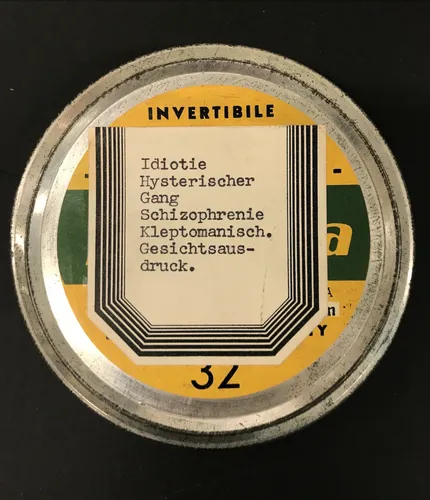 INVERTIBILE
Idiotie
Hysterischer
Gang
Schizophrenie
Kleptomanisch.
Gesichtsaus-
druck.
a
A
m
Y
32